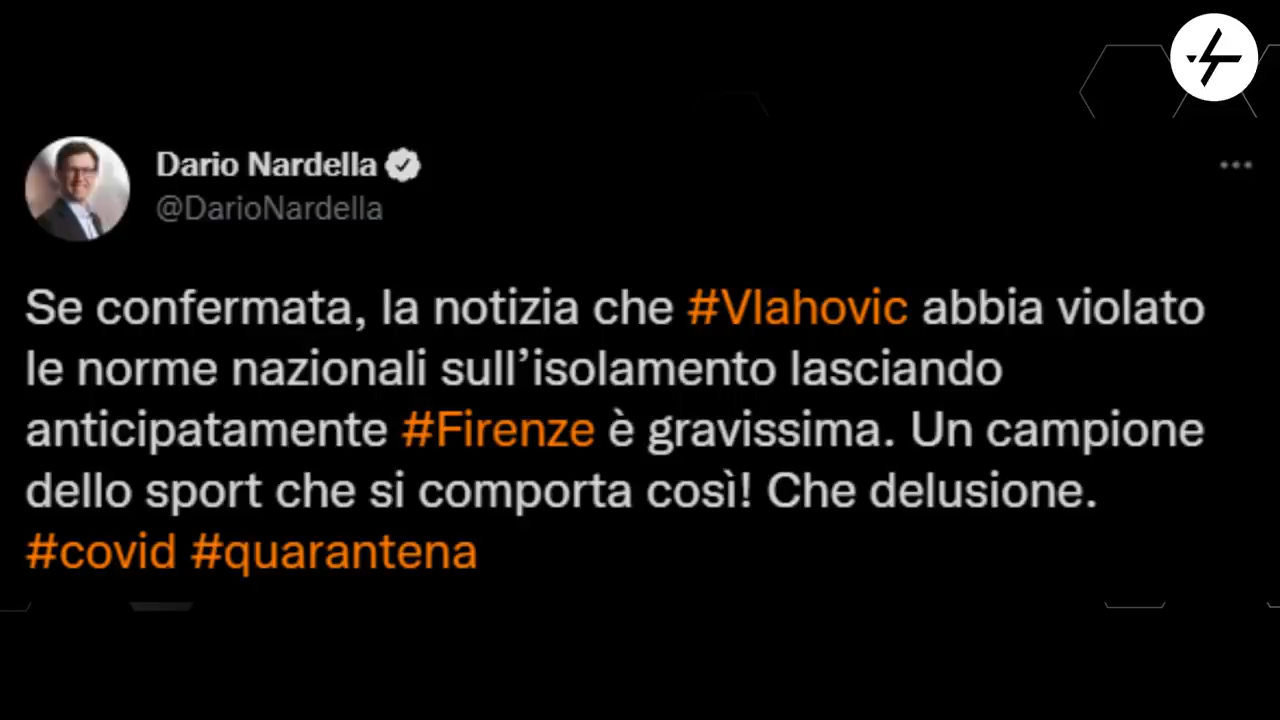 Dario Nardella
@DarioNardella
Se confermata, la notizia che #Vlahovic abbia violato
le norme nazionali sull’isolamento lasciando
anticipatamente #Firenze è gravissima. Un campione
dello sport che si comporta così! Che delusione.
#covid #quarantena